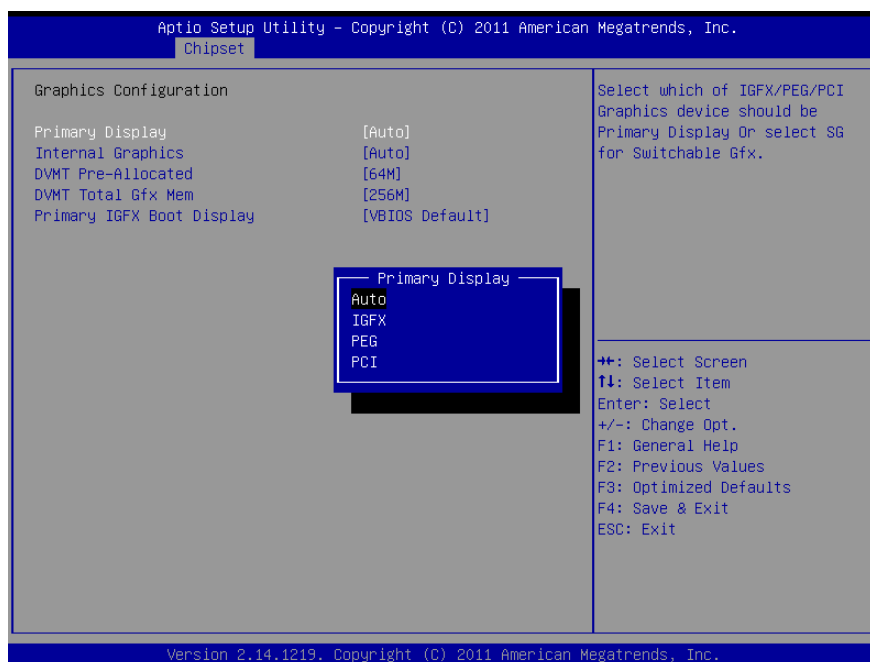 Aptio Setup Utility – Copyright (C) 2011 American Megatrends, Inc.
Chipset
Graphics Configuration
Primary Display [Auto]
Internal Graphics [Auto]
DVMT Pre-Allocated [64M]
DVMT Total Gfx Mem [256M]
Primary IGFX Boot Display [VBIOS Default]
Primary Display
Auto
IGFX
PEG
PCI
Select which of IGFX/PEG/PCI
Graphics device should be
Primary Display Or select SG
for Switchable Gfx.
→←: Select Screen
↑↓: Select Item
Enter: Select
+/-: Change Opt.
F1: General Help
F2: Previous Values
F3: Optimized Defaults
F4: Save & Exit
ESC: Exit
Version 2.14.1219. Copyright (C) 2011 American Megatrends, Inc.